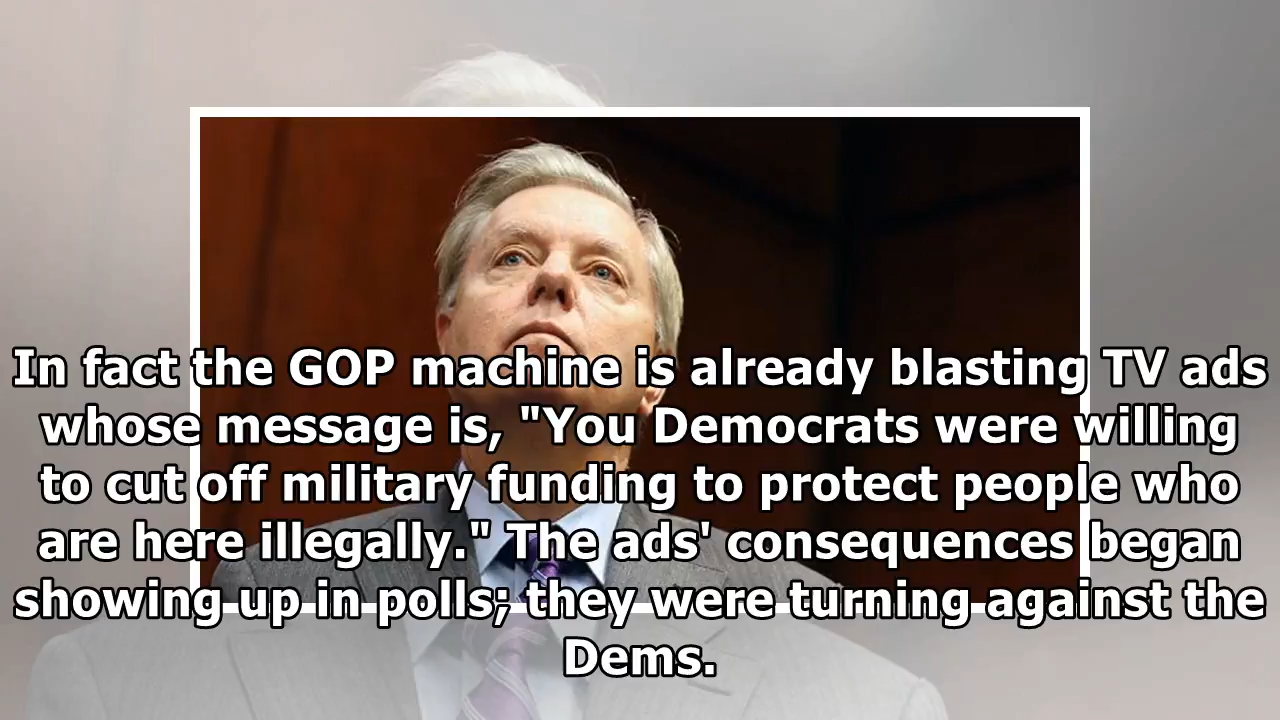 In fact the GOP machine is already blasting TV ads
whose message is, "You Democrats were willing
to cut off military funding to protect people who
are here illegally." The ads' consequences began
showing up in polls; they were turning against the
Dems.